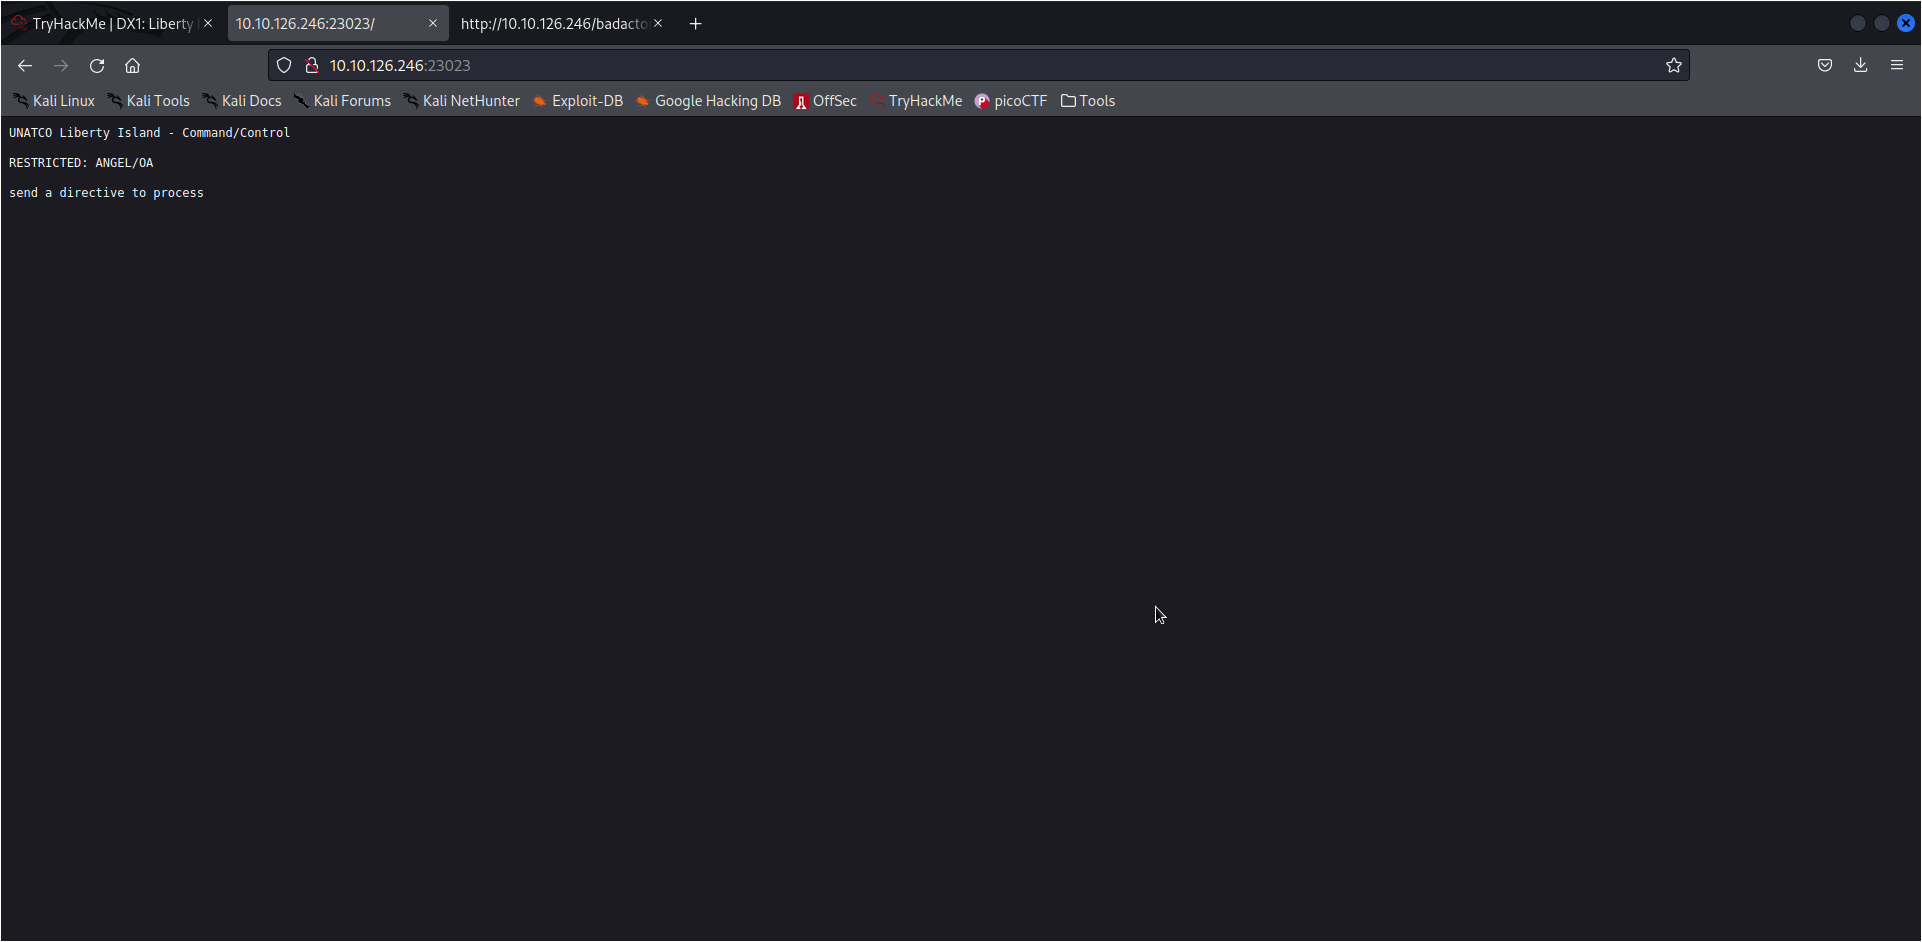 TryHackMe | DX1: Liberty
10.10.126.246:23023/
http://10.10.126.246/badacto
10.10.126.246:23023
Kali Linux Kali Tools Kali Docs Kali Forums Kali NetHunter Exploit-DB Google Hacking DB OffSec TryHackMe picoCTF Tools
UNATCO Liberty Island - Command/Control
RESTRICTED: ANGEL/OA
send a directive to process